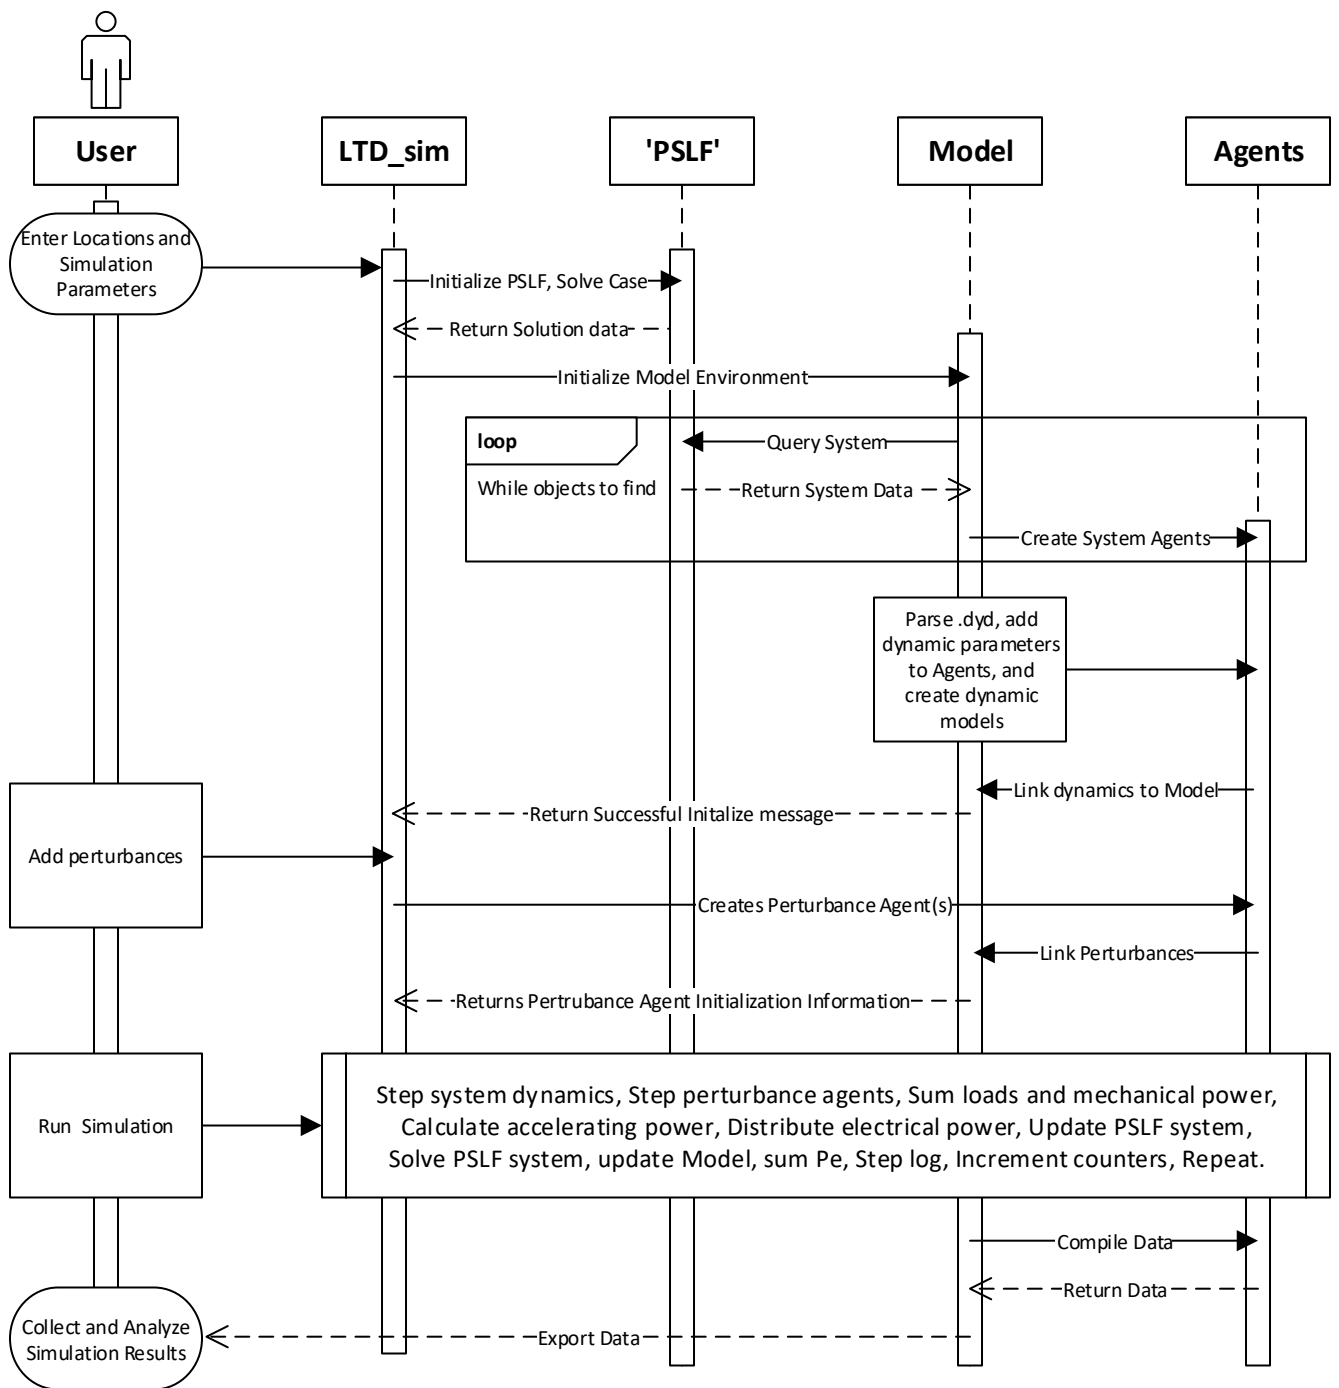 User
LTD_sim
'PSLF'
Model
Agents
Enter Locations and
Simulation
Parameters
Initialize PSLF, Solve Case
Return Solution data
Initialize Model Environment
loop
Query System
While objects to find
Return System Data
Create System Agents
Parse .dyd, add
dynamic parameters
to Agents, and
create dynamic
models
Link dynamics to Model
Return Successful Initalize message
Add perturbances
Creates Perturbance Agent(s)
Link Perturbances
Returns Pertrubance Agent Initialization Information
Run Simulation
Step system dynamics, Step perturbance agents, Sum loads and mechanical power,
Calculate accelerating power, Distribute electrical power, Update PSLF system,
Solve PSLF system, update Model, sum Pe, Step log, Increment counters, Repeat.
Compile Data
Return Data
Collect and Analyze
Simulation Results
Export Data